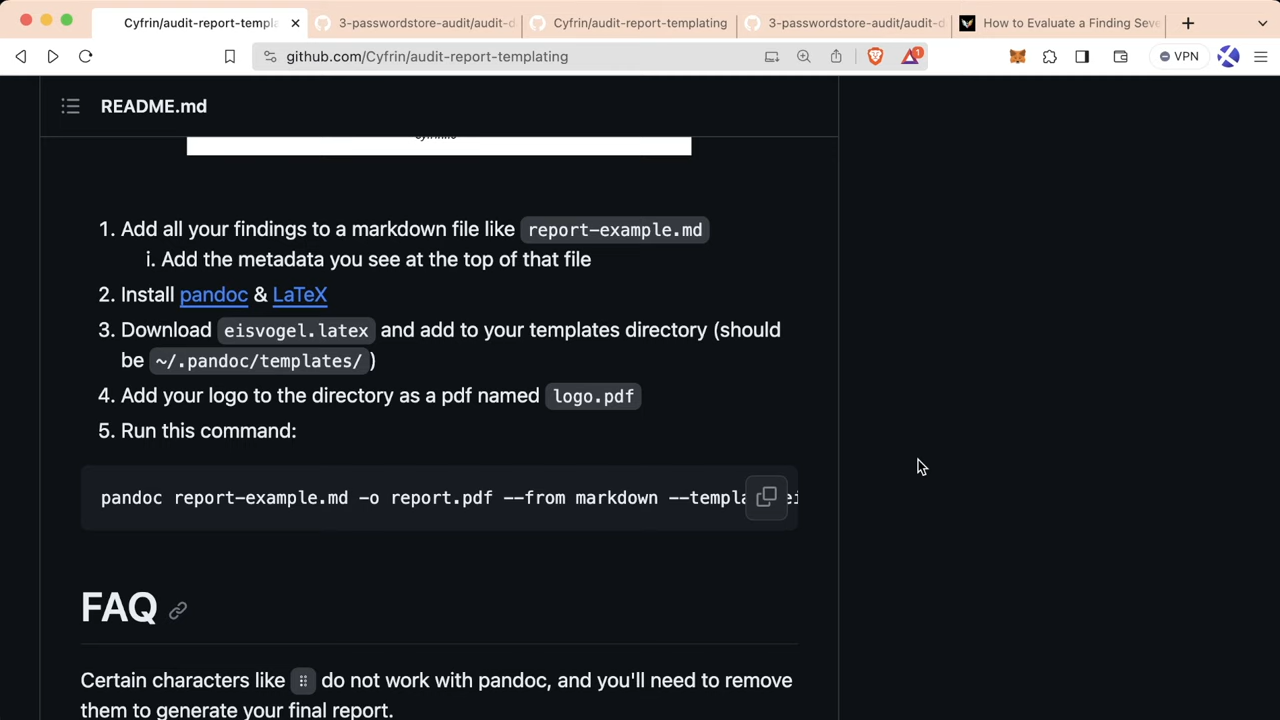 Cyfrin/audit-report-templati
3-passwordstore-audit/audit-d
Cyfrin/audit-report-templating
3-passwordstore-audit/audit-d
How to Evaluate a Finding Seve
github.com/Cyfrin/audit-report-templating
1
VPN
README.md
1. Add all your findings to a markdown file like report-example.md
i. Add the metadata you see at the top of that file
2. Install pandoc & LaTeX
3. Download eisvogel.latex and add to your templates directory (should
be ~/.pandoc/templates/ )
4. Add your logo to the directory as a pdf named logo.pdf
5. Run this command:
pandoc report-example.md -o report.pdf --from markdown --templa
FAQ
Certain characters like ⠿ do not work with pandoc, and you'll need to remove
them to generate your final report.